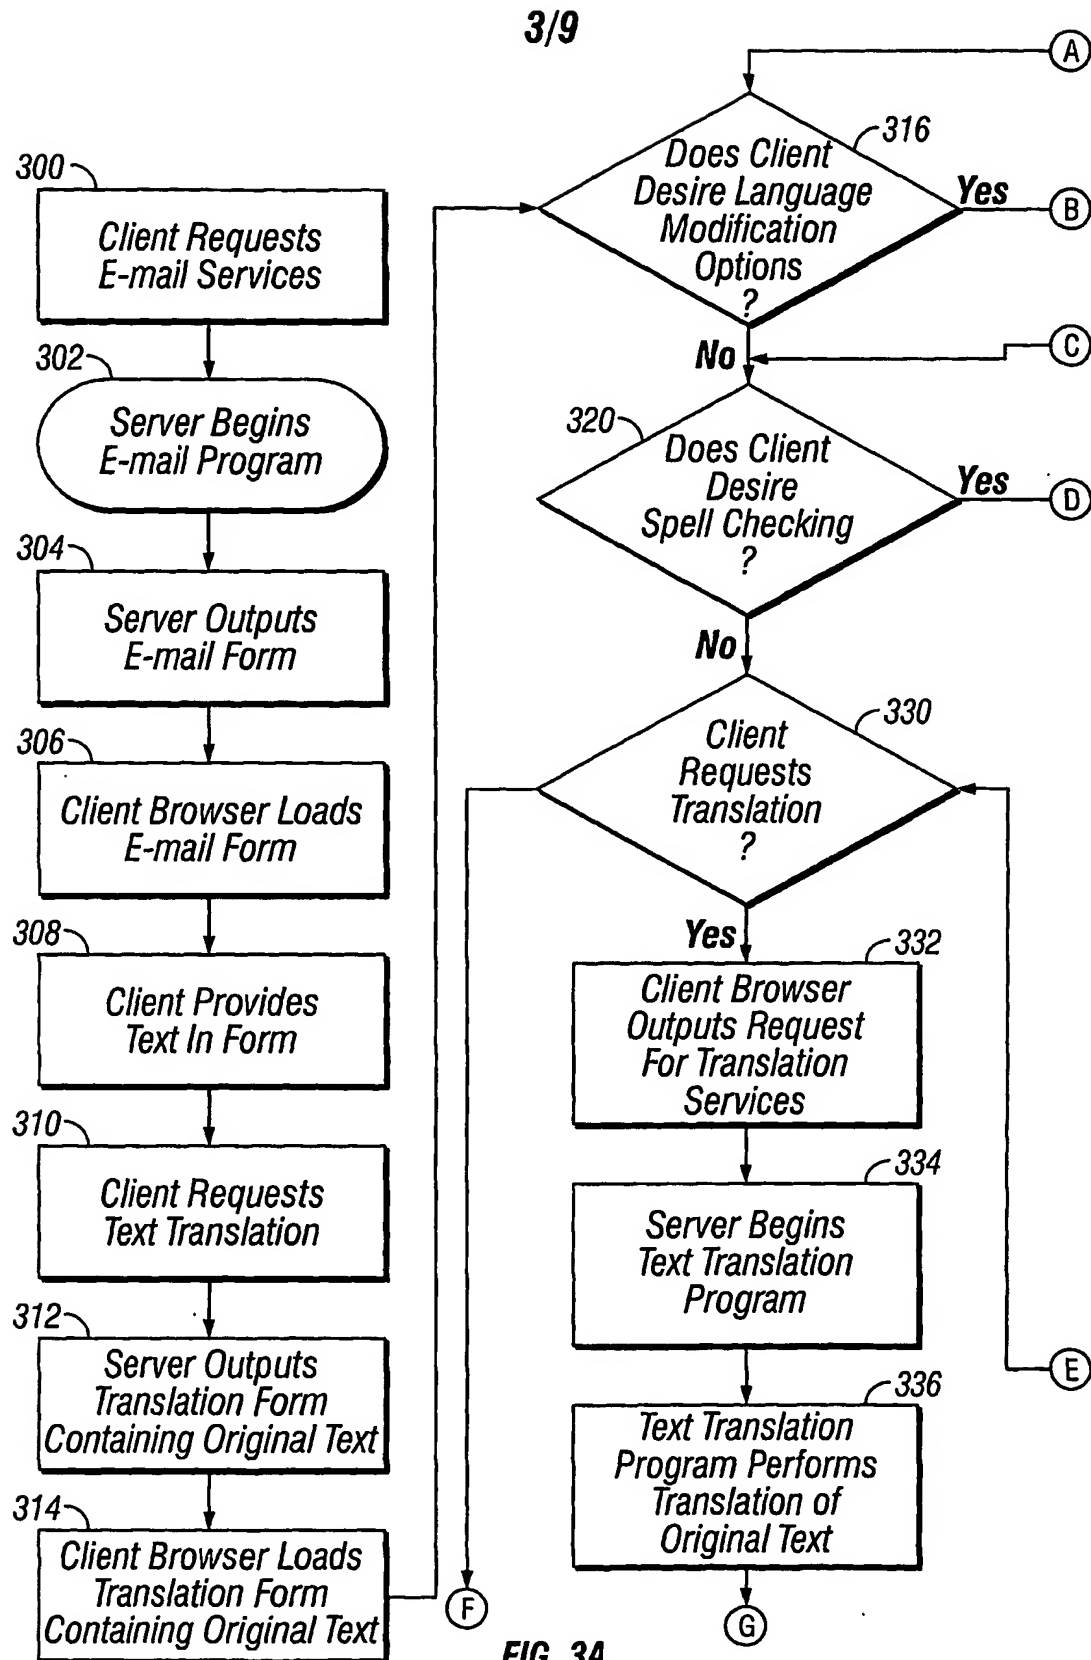 3/9
300
Client Requests
E-mail Services
302
Server Begins
E-mail Program
304
Server Outputs
E-mail Form
306
Client Browser Loads
E-mail Form
308
Client Provides
Text In Form
310
Client Requests
Text Translation
312
Server Outputs
Translation Form
Containing Original Text
314
Client Browser Loads
Translation Form
Containing Original Text
A
316
Does Client
Desire Language
Modification
Options
?
Yes
B
No
C
320
Does Client
Desire
Spell Checking
?
Yes
D
No
330
Client
Requests
Translation
?
Yes
332
Client Browser
Outputs Request
For Translation
Services
334
Server Begins
Text Translation
Program
E
336
Text Translation
Program Performs
Translation of
Original Text
F
G
FIG. 3A